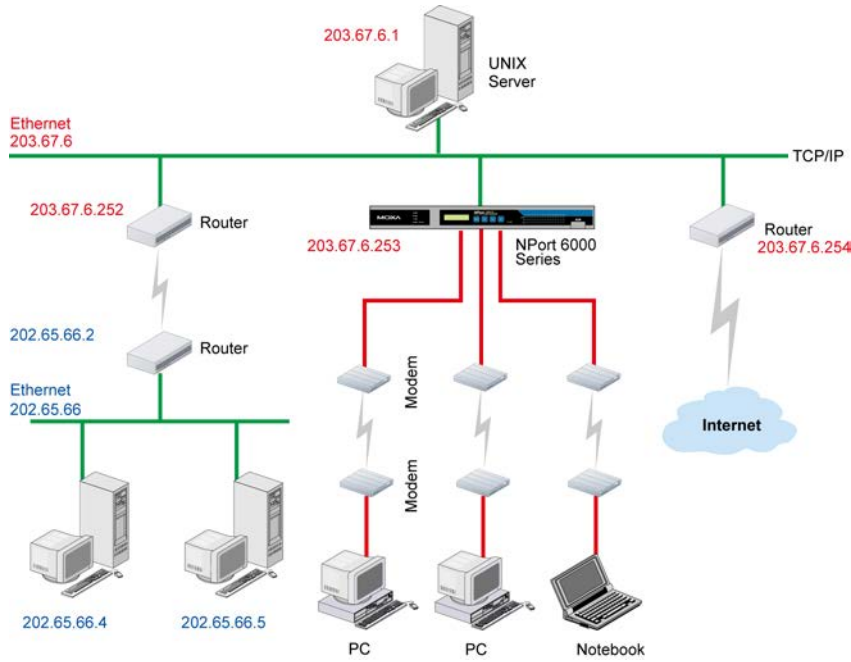 203.67.6.1
UNIX
Server
Ethernet
203.67.6
TCP/IP
203.67.6.252
Router
MOXA
203.67.6.253
NPort 6000
Series
Router
203.67.6.254
202.65.66.2
Router
Modem
Ethernet
202.65.66
Internet
Modem
202.65.66.4
202.65.66.5
PC
PC
Notebook